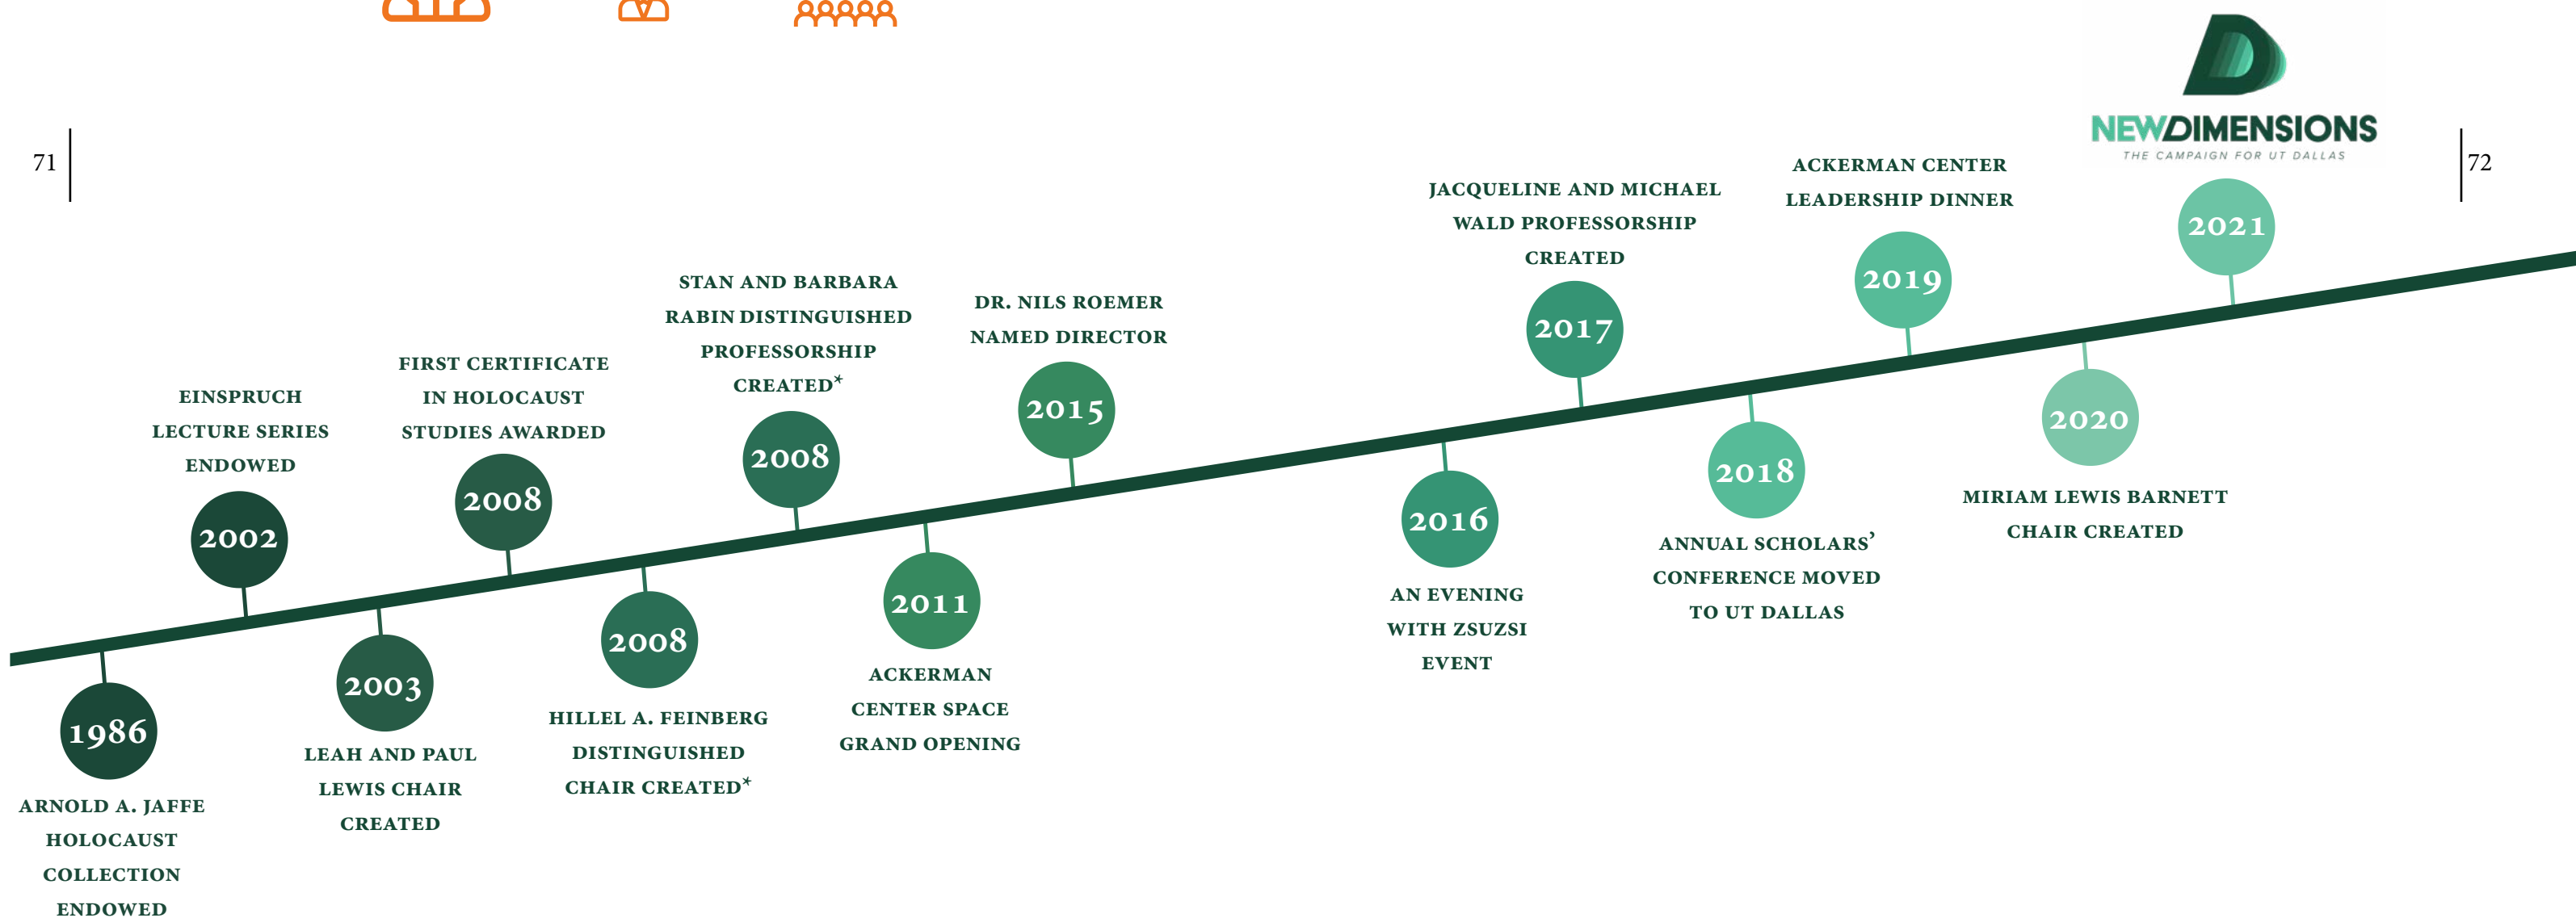 71
72
NEWDIMENSIONS
THE CAMPAIGN FOR UT DALLAS
1986
ARNOLD A. JAFFE
HOLOCAUST
COLLECTION
ENDOWED
EINSPRUCH
LECTURE SERIES
ENDOWED
2002
2003
LEAH AND PAUL
LEWIS CHAIR
CREATED
FIRST CERTIFICATE
IN HOLOCAUST
STUDIES AWARDED
2008
2008
HILLEL A. FEINBERG
DISTINGUISHED
CHAIR CREATED*
STAN AND BARBARA
RABIN DISTINGUISHED
PROFESSORSHIP
CREATED*
2008
2011
ACKERMAN
CENTER SPACE
GRAND OPENING
DR. NILS ROEMER
NAMED DIRECTOR
2015
2016
AN EVENING
WITH ZSUZSI
EVENT
JACQUELINE AND MICHAEL
WALD PROFESSORSHIP
CREATED
2017
2018
ANNUAL SCHOLARS’
CONFERENCE MOVED
TO UT DALLAS
ACKERMAN CENTER
LEADERSHIP DINNER
2019
2020
MIRIAM LEWIS BARNETT
CHAIR CREATED
2021